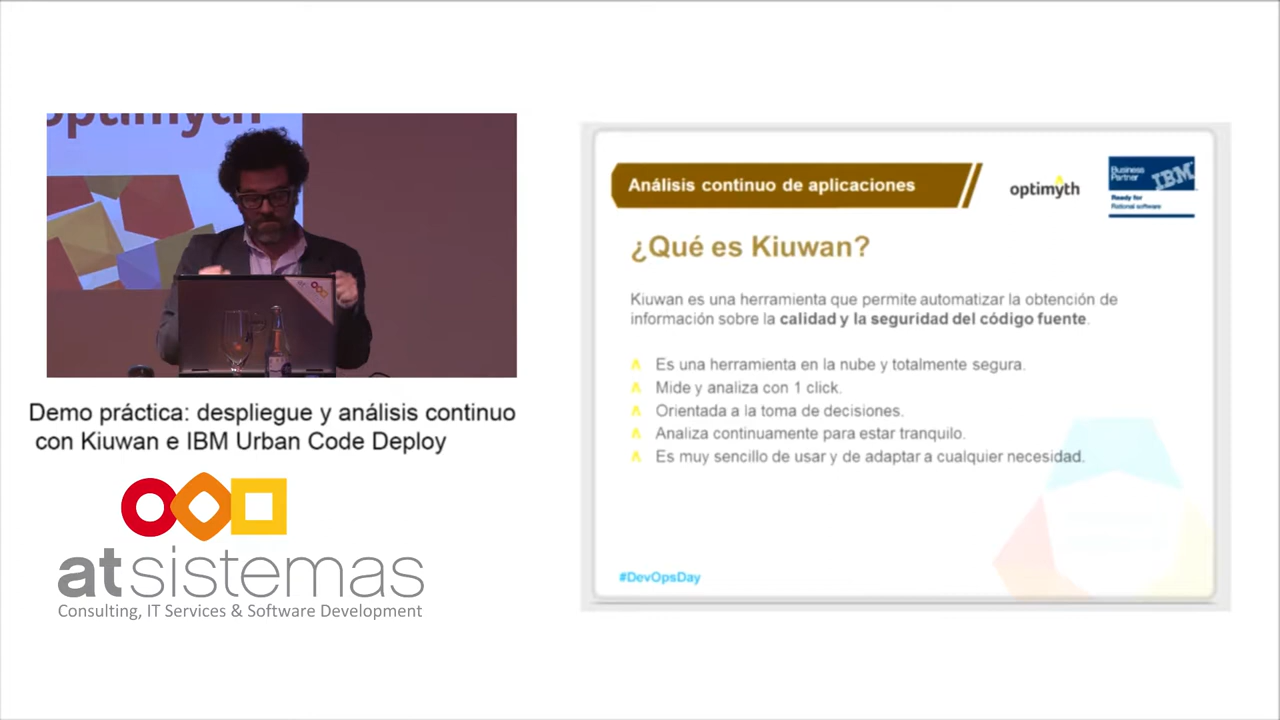 optimyth
Demo práctica: despliegue y análisis continuo
con Kiuwan e IBM Urban Code Deploy
atsistemas
Consulting, IT Services & Software Development
Análisis continuo de aplicaciones
optimyth
Business
Partner
IBM
Ready for
Rational software
¿Qué es Kiuwan?
Kiuwan es una herramienta que permite automatizar la obtención de
información sobre la calidad y la seguridad del código fuente.
Es una herramienta en la nube y totalmente segura.
Mide y analiza con 1 click.
Orientada a la toma de decisiones.
Analiza continuamente para estar tranquilo.
Es muy sencillo de usar y de adaptar a cualquier necesidad.
#DevOpsDay